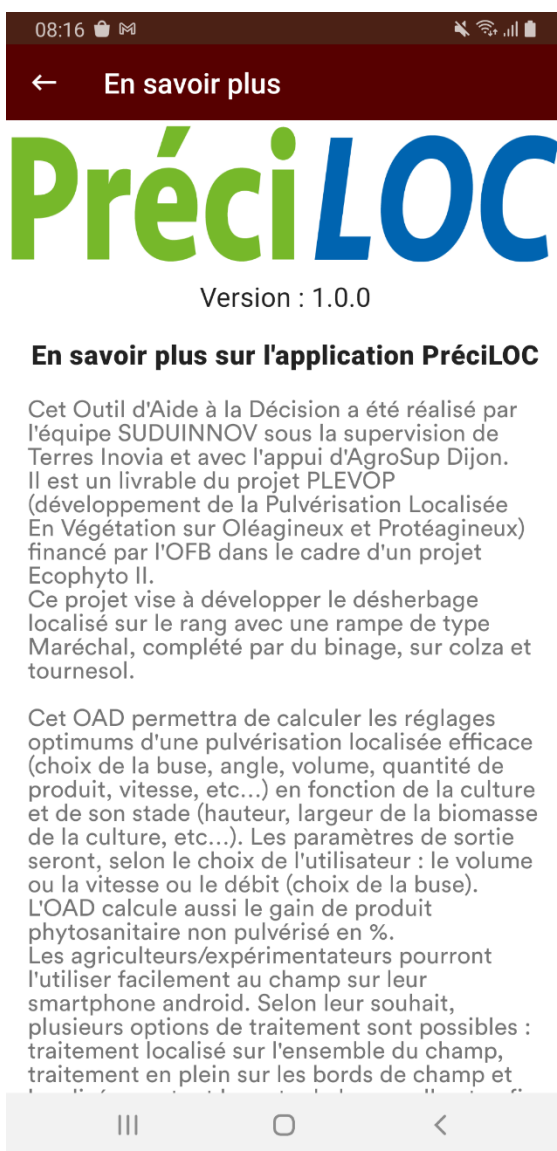 08:16
En savoir plus
PréciLOC
Version : 1.0.0
En savoir plus sur l'application PréciLOC
Cet Outil d'Aide à la Décision a été réalisé par
l'équipe SUDUINNOV sous la supervision de
Terres Inovia et avec l'appui d'AgroSup Dijon.
Il est un livrable du projet PLEVOP
(développement de la Pulvérisation Localisée
En Végétation sur Oléagineux et Protéagineux)
financé par l'OFB dans le cadre d'un projet
Ecophyto II.
Ce projet vise à développer le désherbage
localisé sur le rang avec une rampe de type
Maréchal, complété par du binage, sur colza et
tournesol.
Cet OAD permettra de calculer les réglages
optimums d'une pulvérisation localisée efficace
(choix de la buse, angle, volume, quantité de
produit, vitesse, etc...) en fonction de la culture
et de son stade (hauteur, largeur de la biomasse
de la culture, etc...). Les paramètres de sortie
seront, selon le choix de l'utilisateur : le volume
ou la vitesse ou le débit (choix de la buse).
L'OAD calcule aussi le gain de produit
phytosanitaire non pulvérisé en %.
Les agriculteurs/expérimentateurs pourront
l'utiliser facilement au champ sur leur
smartphone android. Selon leur souhait,
plusieurs options de traitement sont possibles :
traitement localisé sur l'ensemble du champ,
traitement en plein sur les bords de champ et